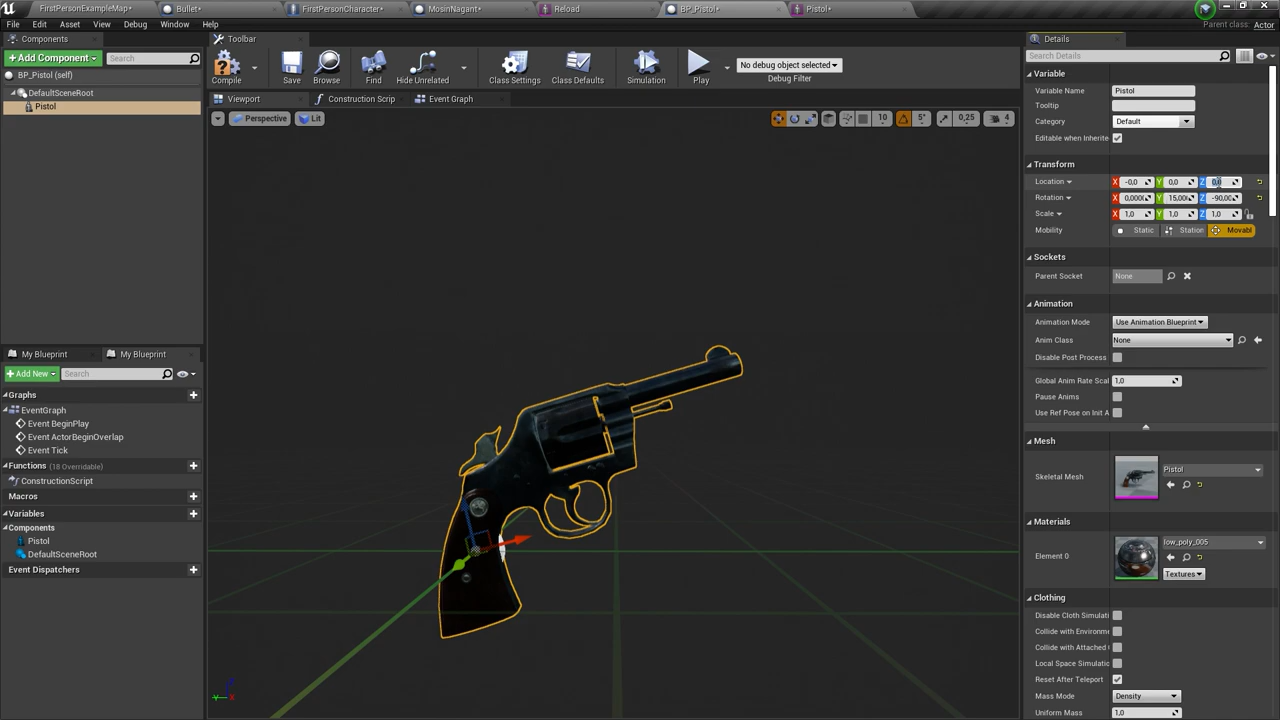 FirstPersonExampleMap*
Bullet*
FirstPersonCharacter*
MosinNagant*
Reload
BP_Pistol*
Pistol*
File Edit Asset View Debug Window Help
Parent class: Actor
Components
Toolbar
Details
+ Add Component
Search
BP_Pistol (self)
DefaultSceneRoot
Pistol
Compile
Save
Browse
Find
Hide Unrelated
Class Settings
Class Defaults
Simulation
Play
No debug object selected
Debug Filter
Search Details
Viewport
Construction Scrip
Event Graph
Perspective
Lit
10
5°
0,25
4
Variable
Variable Name Pistol
Tooltip
Category Default
Editable when Inherite
Transform
Location X -0,0 Y 0,0 Z 0,0
Rotation X 0,000( Y 15,00( Z -90,00
Scale X 1,0 Y 1,0 Z 1,0
Mobility Static Station Movabl
Sockets
Parent Socket None
Animation
Animation Mode Use Animation Blueprint
Anim Class None
Disable Post Process
Global Anim Rate Scal 1,0
Pause Anims
Use Ref Pose on Init A
Mesh
Skeletal Mesh Pistol
Materials
Element 0 low_poly_005
Textures
Clothing
Disable Cloth Simulati
Collide with Environme
Collide with Attached (
Local Space Simulatio
Reset After Teleport
Mass Mode Density
Uniform Mass 1,0
My Blueprint
My Blueprint
+ Add New
Search
Graphs
EventGraph
Event BeginPlay
Event ActorBeginOverlap
Event Tick
Functions (18 Overridable)
ConstructionScript
Macros
Variables
Components
Pistol
DefaultSceneRoot
Event Dispatchers